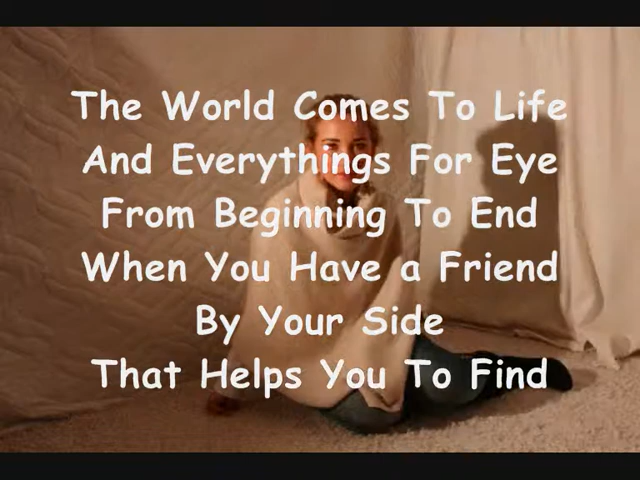 The World Comes To Life
And Everythings For Eye
From Beginning To End
When You Have a Friend
By Your Side
That Helps You To Find